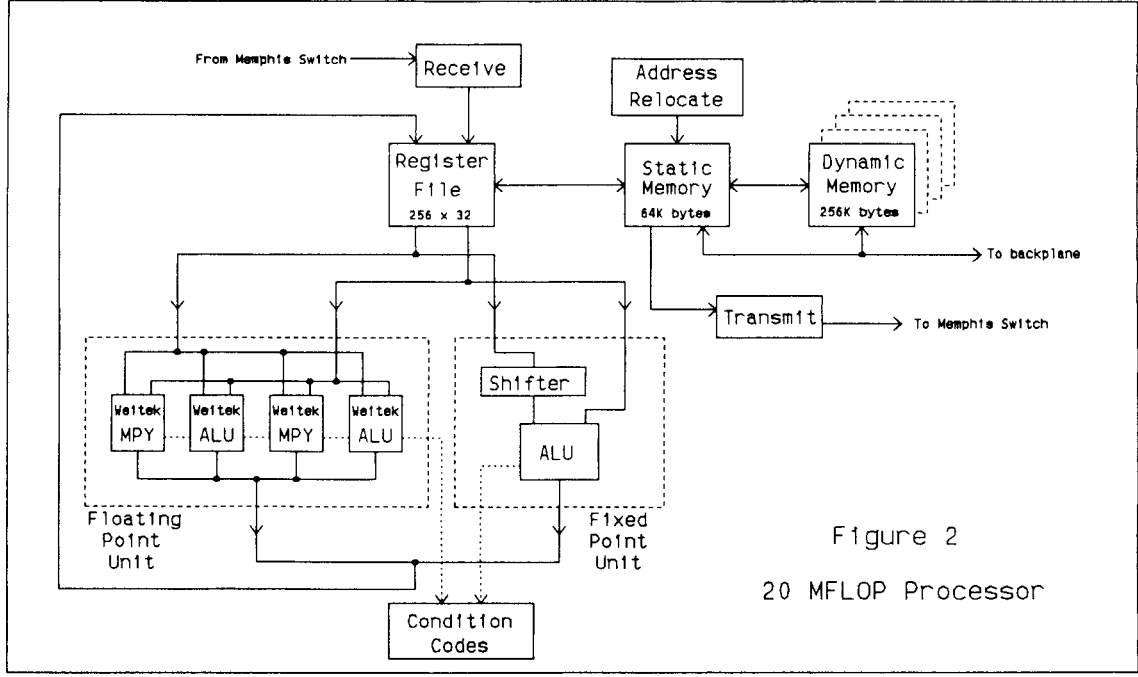 From Memphis Switch
Receive
Address
Relocate
Register
File
256 x 32
Static
Memory
64K bytes
Dynamic
Memory
256K bytes
To backplane
Transmit
To Memphis Switch
Weitek
MPY
Weitek
ALU
Weitek
MPY
Weitek
ALU
Shifter
ALU
Floating
Point
Unit
Fixed
Point
Unit
Condition
Codes
Figure 2
20 MFLOP Processor